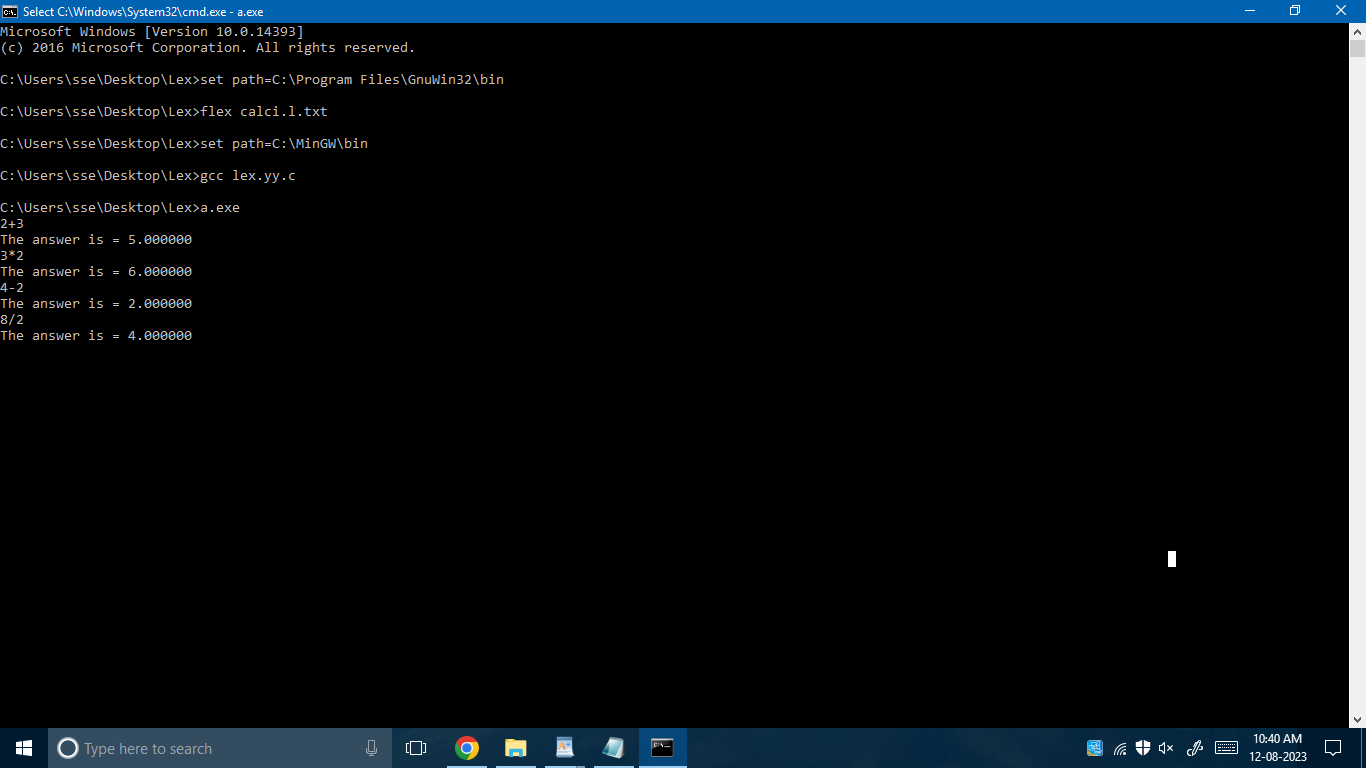 Select C:\Windows\System32\cmd.exe - a.exe
Microsoft Windows [Version 10.0.14393]
(c) 2016 Microsoft Corporation. All rights reserved.
C:\Users\sse\Desktop\Lex>set path=C:\Program Files\GnuWin32\bin
C:\Users\sse\Desktop\Lex>flex calci.l.txt
C:\Users\sse\Desktop\Lex>set path=C:\MinGW\bin
C:\Users\sse\Desktop\Lex>gcc lex.yy.c
C:\Users\sse\Desktop\Lex>a.exe
2+3
The answer is = 5.000000
3*2
The answer is = 6.000000
4-2
The answer is = 2.000000
8/2
The answer is = 4.000000
Type here to search
10:40 AM
12-08-2023